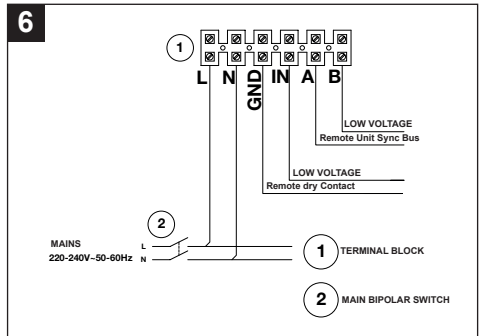 6
1
L N GND IN A B
LOW VOLTAGE
Remote Unit Sync Bus
LOW VOLTAGE
Remote dry Contact
2
MAINS L
220-240V~50-60Hz N
1 TERMINAL BLOCK
2 MAIN BIPOLAR SWITCH